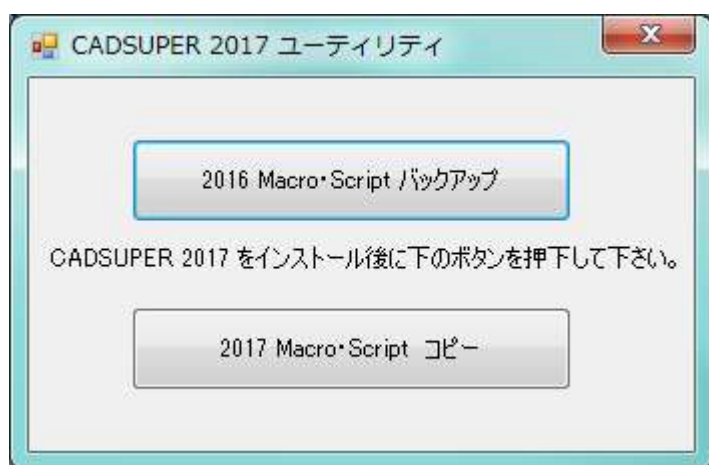 CADSUPER 2017 ユーティリティ
2016 Macro・Script バックアップ
CADSUPER 2017 をインストール後に下のボタンを押下して下さい。
2017 Macro・Script コピー